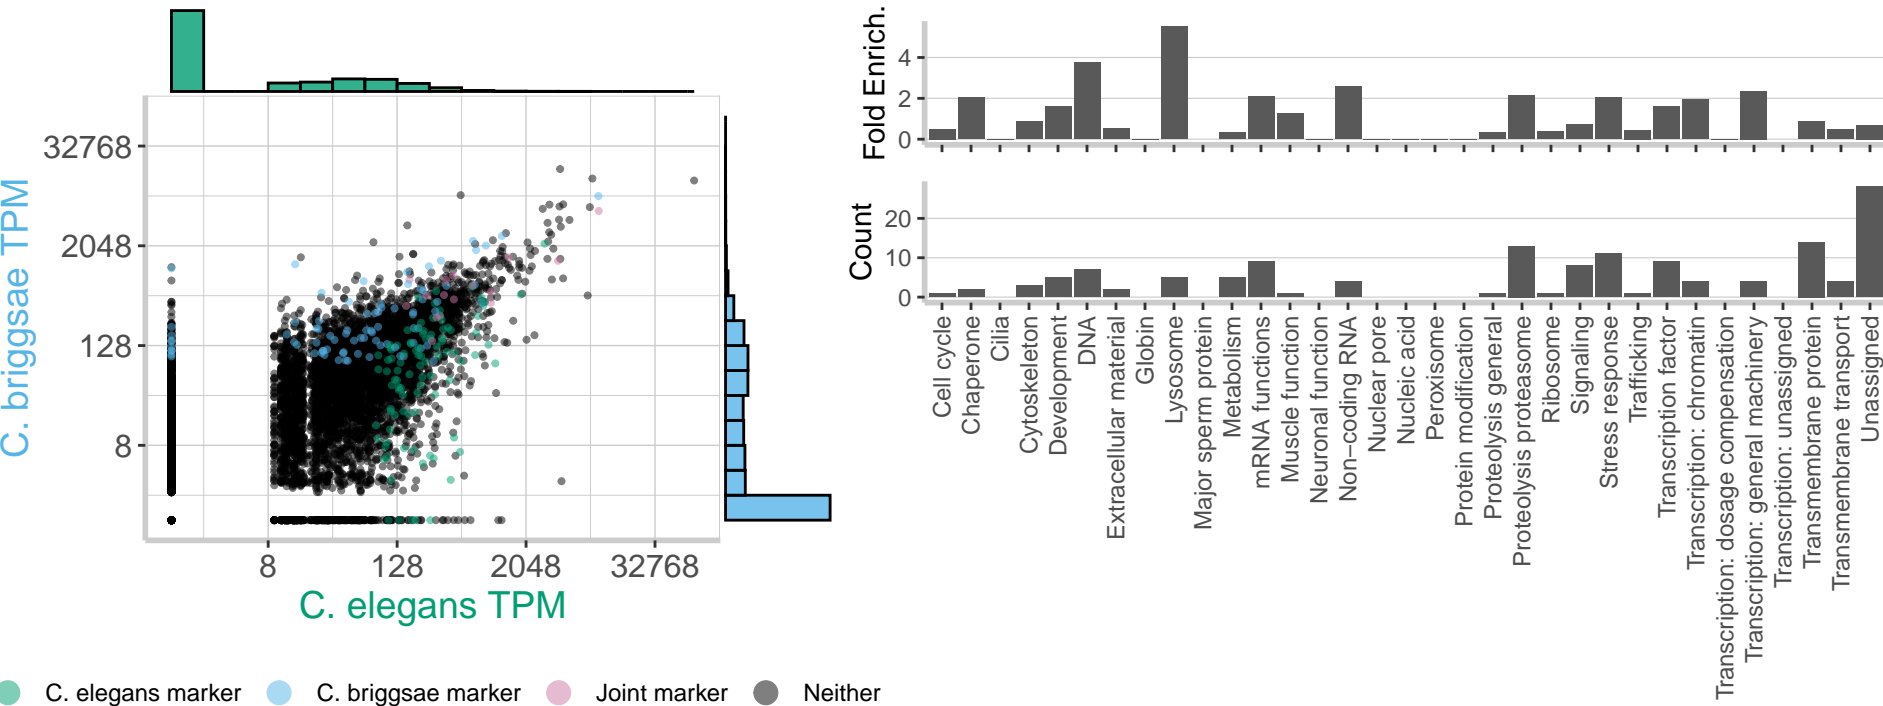 32768
2048
128
8
C. briggsae TPM
8
128
2048
32768
C. elegans TPM
C. elegans marker
C. briggsae marker
Joint marker
Neither
Fold Enrich.
4
2
0
Count
20
10
0
Cell cycle
Chaperone
Cilia
Cytoskeleton
Development
DNA
Extracellular material
Globin
Lysosome
Major sperm protein
Metabolism
mRNA functions
Muscle function
Neuronal function
Non−coding RNA
Nuclear pore
Nucleic acid
Peroxisome
Protein modification
Proteolysis general
Proteolysis proteasome
Ribosome
Signaling
Stress response
Trafficking
Transcription factor
Transcription: chromatin
Transcription: dosage compensation
Transcription: general machinery
Transcription: unassigned
Transmembrane protein
Transmembrane transport
Unassigned